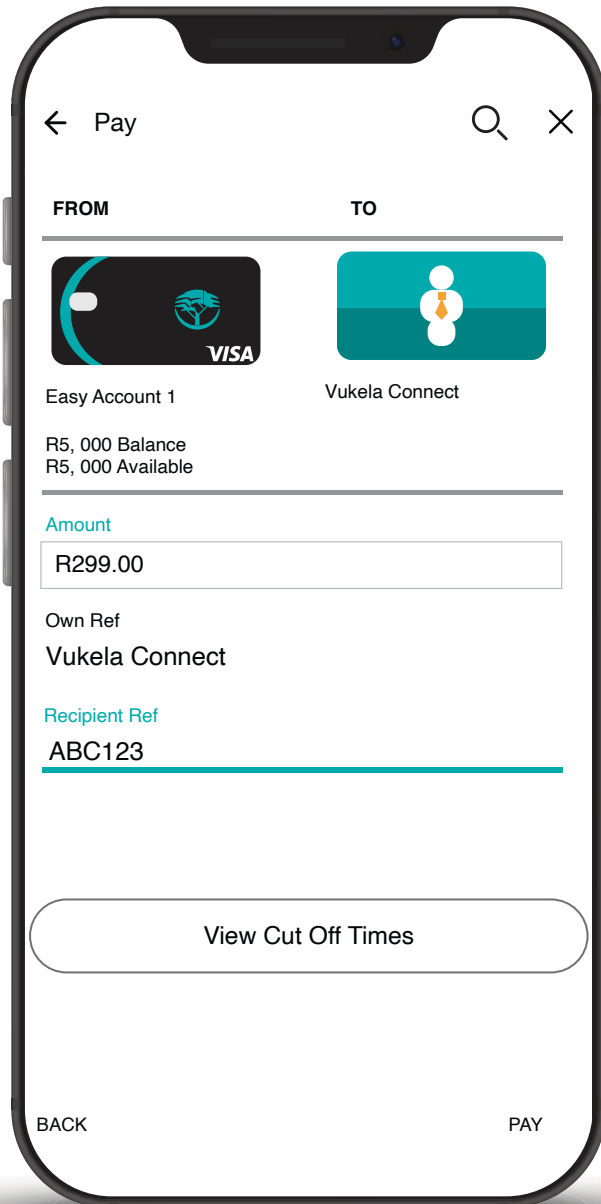 Pay
FROM TO
VISA
Easy Account 1 Vukela Connect
R5, 000 Balance
R5, 000 Available
Amount
R299.00
Own Ref
Vukela Connect
Recipient Ref
ABC123
View Cut Off Times
BACK PAY